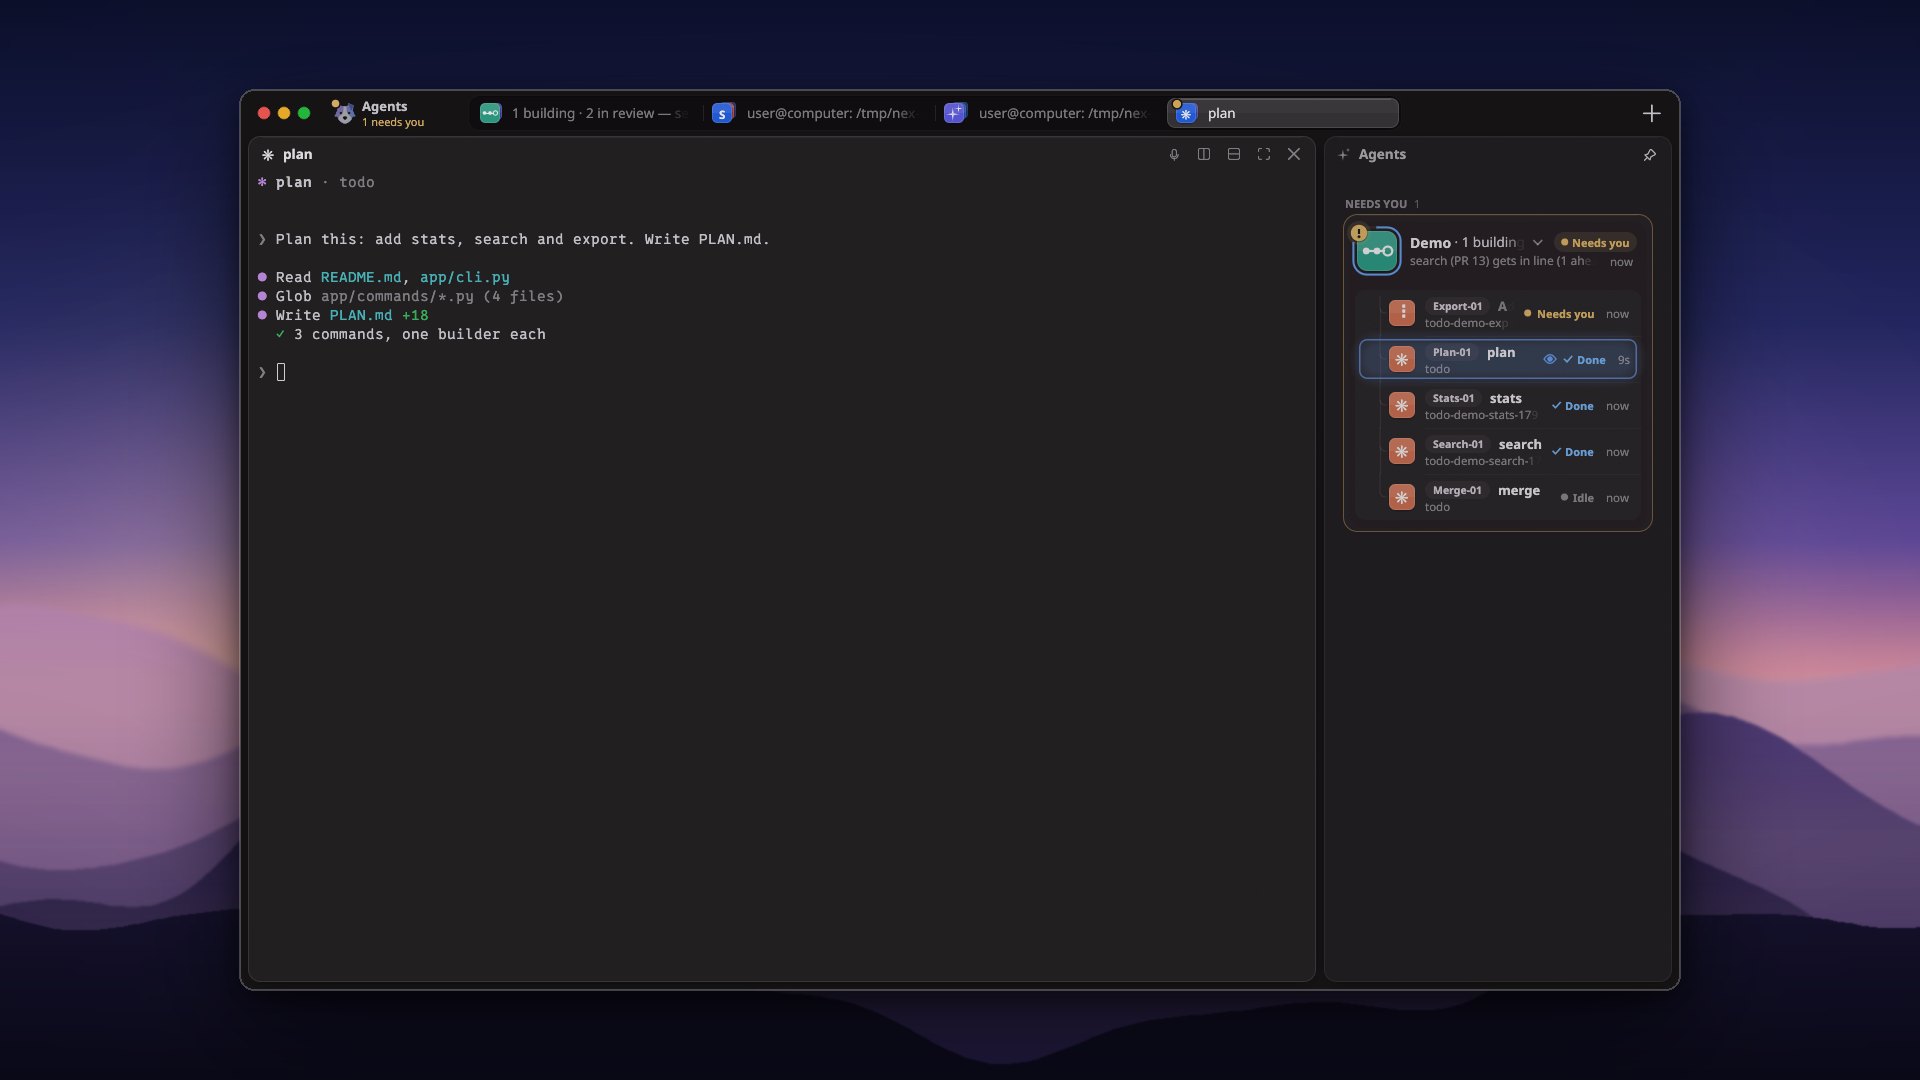 Agents
1 needs you
1 building · 2 in review —
S
user@computer: /tmp/nex
user@computer: /tmp/nex
plan
plan
* plan · todo
❯ Plan this: add stats, search and export. Write PLAN.md.
● Read README.md, app/cli.py
● Glob app/commands/*.py (4 files)
● Write PLAN.md +18
✓ 3 commands, one builder each
❯
Agents
NEEDS YOU 1
Demo · 1 building
Needs you
search (PR 13) gets in line (1 ahe
now
Export-01 A
todo-demo-exp
Needs you now
Plan-01 plan
todo
✓ Done 9s
Stats-01 stats
todo-demo-stats-179
✓ Done now
Search-01 search
todo-demo-search-1
✓ Done now
Merge-01 merge
todo
Idle now